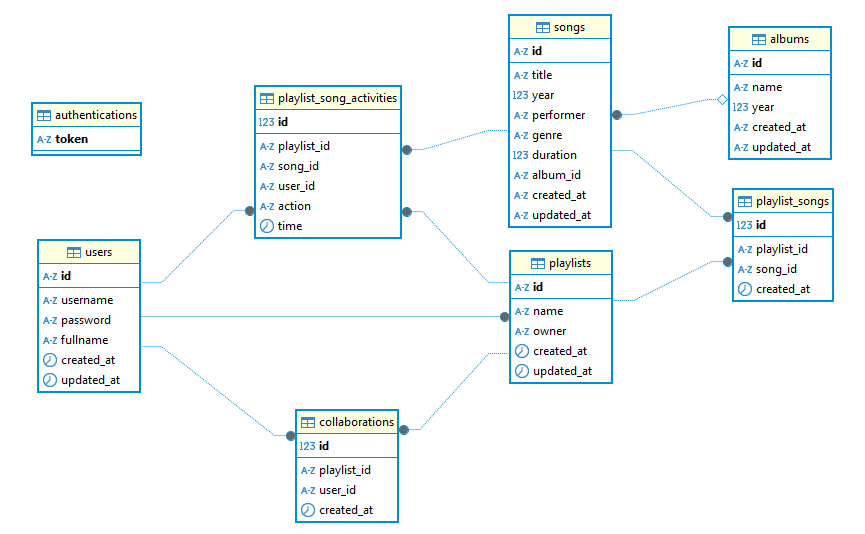 authentications
A-Z token
playlist_song_activities
123 id
A-Z playlist_id
A-Z song_id
A-Z user_id
A-Z action
time
songs
A-Z id
A-Z title
123 year
A-Z performer
A-Z genre
123 duration
A-Z album_id
A-Z created_at
A-Z updated_at
albums
A-Z id
A-Z name
123 year
A-Z created_at
A-Z updated_at
playlist_songs
123 id
A-Z playlist_id
A-Z song_id
created_at
users
A-Z id
A-Z username
A-Z password
A-Z fullname
created_at
updated_at
playlists
A-Z id
A-Z name
A-Z owner
created_at
updated_at
collaborations
123 id
A-Z playlist_id
A-Z user_id
created_at